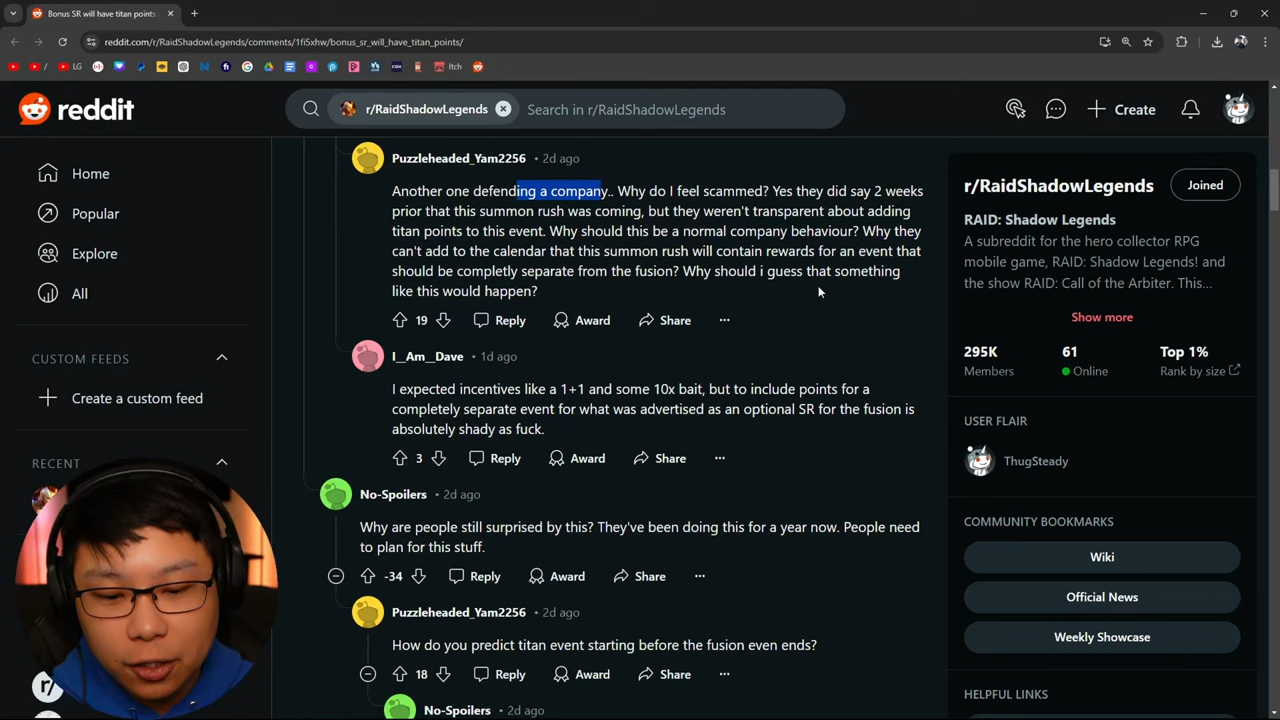 Bonus SR will have titan points
reddit.com/r/RaidShadowLegends/comments/1fi5xhw/bonus_sr_will_have_titan_points/
LG
Itch
reddit
r/RaidShadowLegends
Search in r/RaidShadowLegends
Create
Home
Popular
Explore
All
CUSTOM FEEDS
Create a custom feed
RECENT
r/
Puzzleheaded_Yam2256 • 2d ago
Another one defending a company.. Why do I feel scammed? Yes they did say 2 weeks
prior that this summon rush was coming, but they weren't transparent about adding
titan points to this event. Why should this be a normal company behaviour? Why they
can't add to the calendar that this summon rush will contain rewards for an event that
should be completly separate from the fusion? Why should i guess that something
like this would happen?
19 Reply Award Share ...
I__Am__Dave • 1d ago
I expected incentives like a 1+1 and some 10x bait, but to include points for a
completely separate event for what was advertised as an optional SR for the fusion is
absolutely shady as fuck.
3 Reply Award Share ...
No-Spoilers • 2d ago
Why are people still surprised by this? They've been doing this for a year now. People need
to plan for this stuff.
-34 Reply Award Share ...
Puzzleheaded_Yam2256 • 2d ago
How do you predict titan event starting before the fusion even ends?
18 Reply Award Share ...
No-Spoilers • 2d ago
r/RaidShadowLegends
Joined
RAID: Shadow Legends
A subreddit for the hero collector RPG
mobile game, RAID: Shadow Legends! and
the show RAID: Call of the Arbiter. This...
Show more
295K 61 Top 1%
Members Online Rank by size
USER FLAIR
ThugSteady
COMMUNITY BOOKMARKS
Wiki
Official News
Weekly Showcase
HELPFUL LINKS